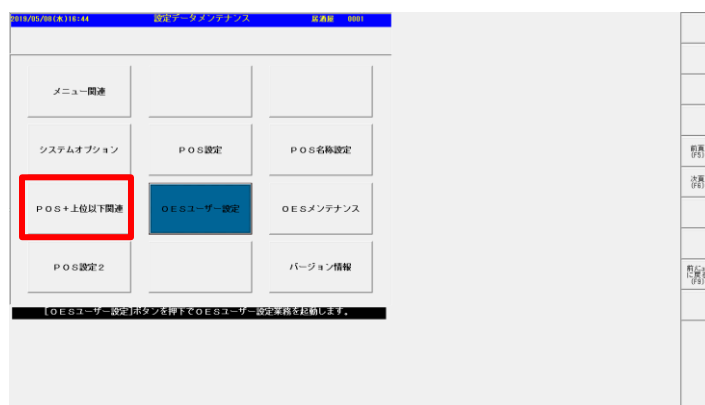 2019/05/08(水)16:44 設定データメンテナンス 居酒屋 0001
メニュー関連
システムオプション POS設定 POS名称設定
POS+上位以下関連 OESユーザー設定 OESメンテナンス
POS設定2 バージョン情報
[OESユーザー設定]ボタンを押下でOESユーザー設定業務を起動します。
前頁
(F5)
次頁
(F6)
前に
に戻る
(F9)